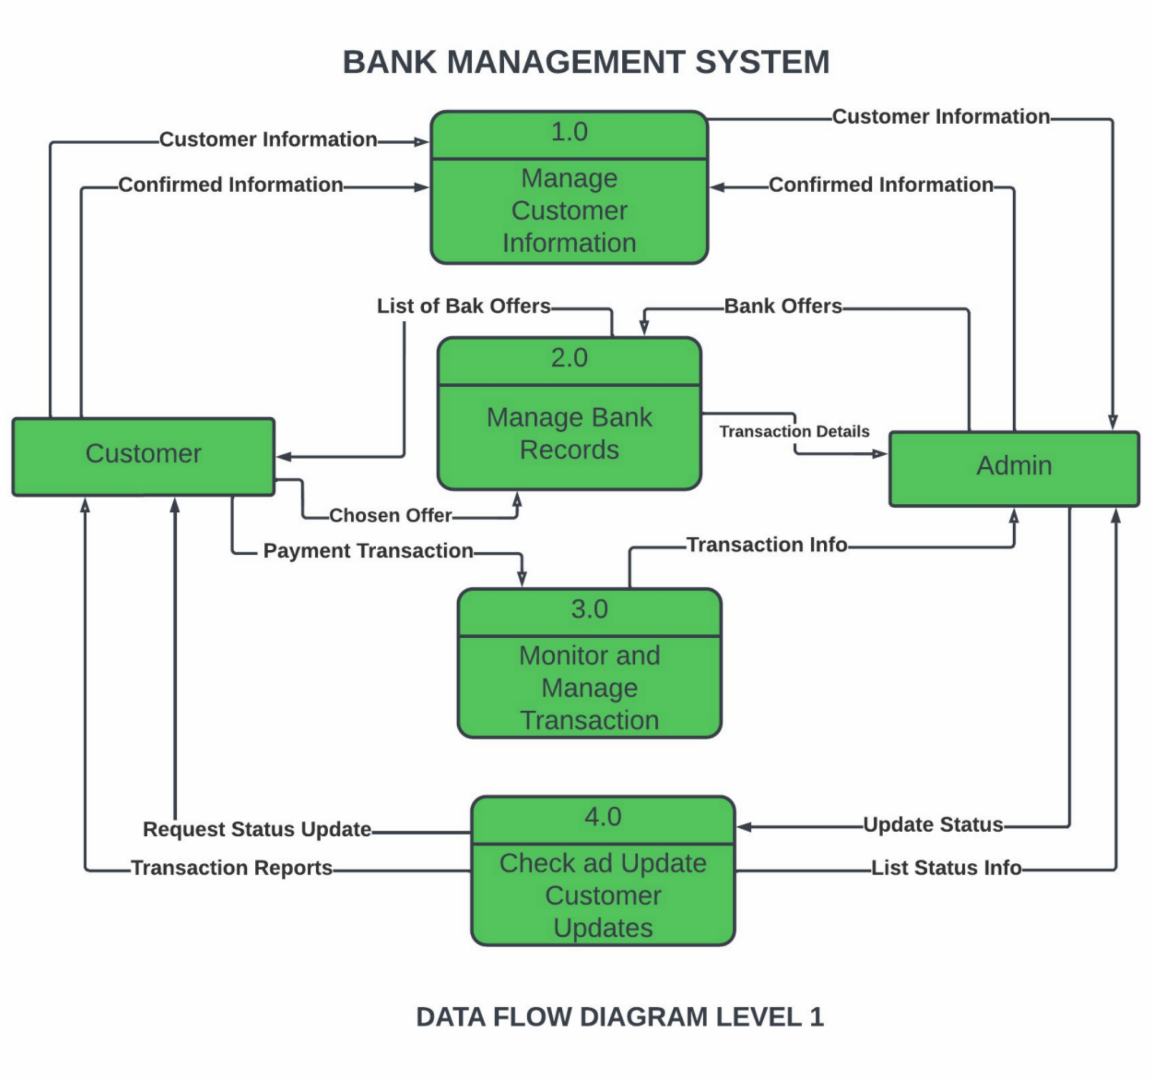 BANK MANAGEMENT SYSTEM
Customer Information
1.0
Customer Information
Confirmed Information
Manage
Customer
Information
Confirmed Information
List of Bak Offers
Bank Offers
2.0
Manage Bank
Records
Transaction Details
Customer
Admin
Chosen Offer
Payment Transaction
Transaction Info
3.0
Monitor and
Manage
Transaction
4.0
Request Status Update
Update Status
Transaction Reports
Check ad Update
Customer
Updates
List Status Info
DATA FLOW DIAGRAM LEVEL 1